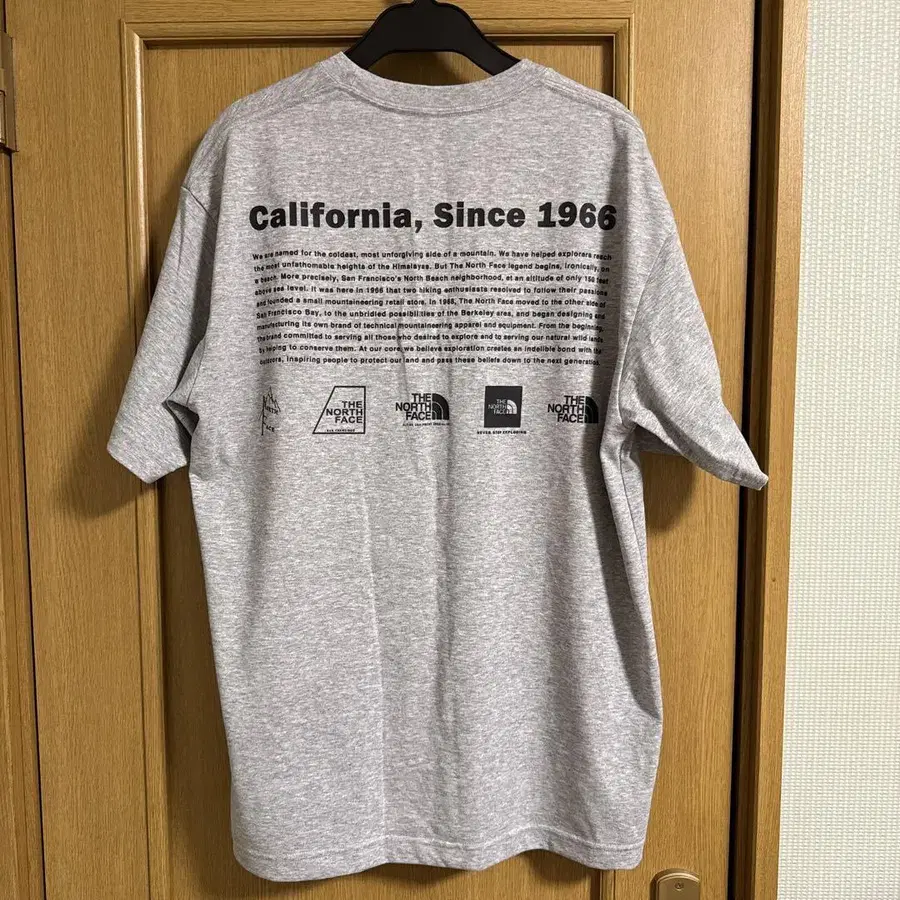 California, Since 1966
We are named for the coldest, most unforgiving side of a mountain. We have helped explorers reach
the most unfathomable heights of the Himalayas. But The North Face legend begins, ironically, on
a beach. More precisely, San Francisco's North Beach neighborhood, at an altitude of only 150 feet
above sea level. It was here in 1966 that two hiking enthusiasts resolved to follow their passions
and founded a small mountaineering retail store. In 1968, The North Face moved to the other side of
San Francisco Bay, to the unbridled possibilities of the Berkeley area, and began designing and
manufacturing its own brand of technical mountaineering apparel and equipment. From the beginning,
The brand committed to serving all those who desired to explore and to serving our natural wild lands
By helping to conserve them. At our core, we believe exploration creates an indelible bond with the
outdoors, inspiring people to protect our land and pass these beliefs down to the next generation.
FACE
THE
NORTH
FACE
SAN FRANCISCO
THE
NORTH
FACE
THE
NORTH
FACE
NEVER STOP EXPLORING
THE
NORTH
FACE